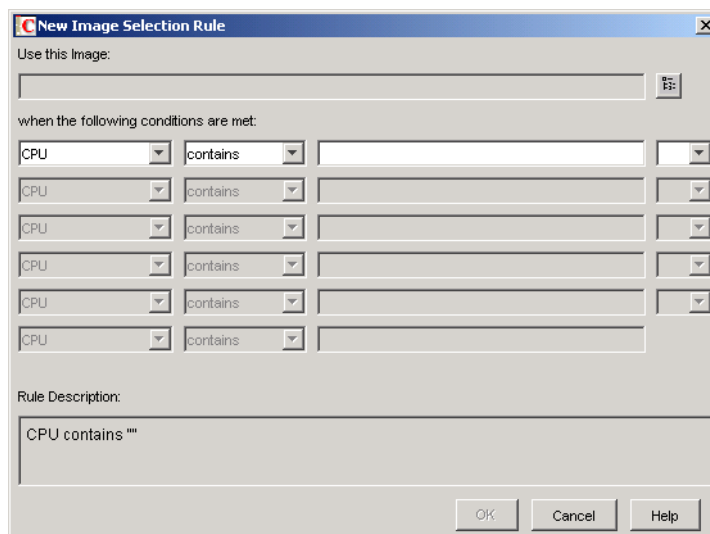 New Image Selection Rule
Use this Image:
when the following conditions are met:
CPU contains
CPU contains
CPU contains
CPU contains
CPU contains
CPU contains
Rule Description:
CPU contains ""
OK Cancel Help